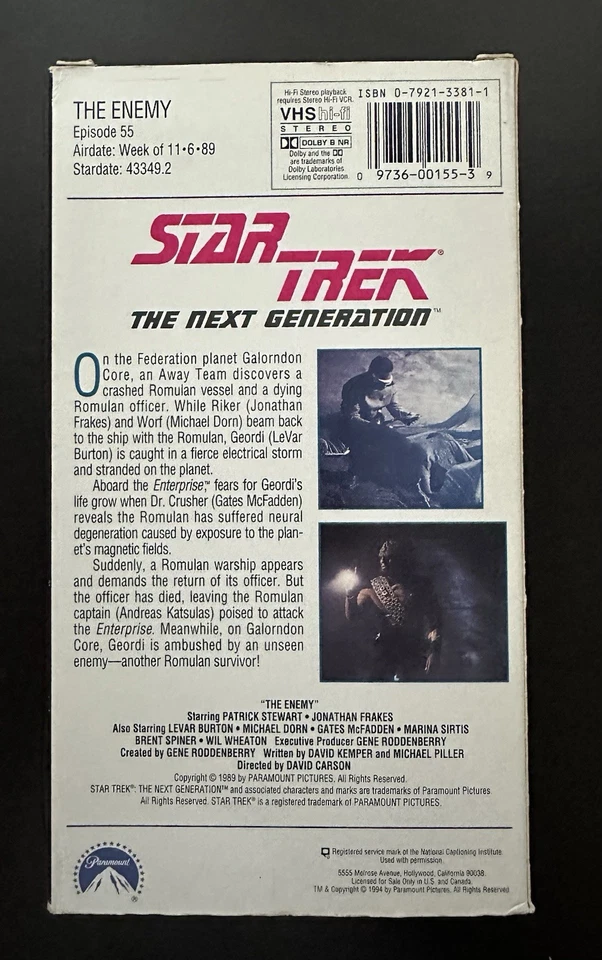 THE ENEMY
Episode 55
Airdate: Week of 11•6•89
Stardate: 43349.2
Hi-Fi Stereo playback
requires Stereo Hi-Fi VCR.
VHS hi-fi
STEREO
DOLBY B NR
Dolby and the
are trademarks of
Dolby Laboratories
Licensing Corporation.
ISBN 0-7921-3381-1
0 9736-00155-3 9
STAR
TREK®
THE NEXT GENERATION™
On the Federation planet Galorndon
Core, an Away Team discovers a
crashed Romulan vessel and a dying
Romulan officer. While Riker (Jonathan
Frakes) and Worf (Michael Dorn) beam back
to the ship with the Romulan, Geordi (LeVar
Burton) is caught in a fierce electrical storm
and stranded on the planet.
Aboard the Enterprise,™ fears for Geordi's
life grow when Dr. Crusher (Gates McFadden)
reveals the Romulan has suffered neural
degeneration caused by exposure to the plan-
et's magnetic fields.
Suddenly, a Romulan warship appears
and demands the return of its officer. But
the officer has died, leaving the Romulan
captain (Andreas Katsulas) poised to attack
the Enterprise. Meanwhile, on Galorndon
Core, Geordi is ambushed by an unseen
enemy—another Romulan survivor!
"THE ENEMY"
Starring PATRICK STEWART • JONATHAN FRAKES
Also Starring LEVAR BURTON • MICHAEL DORN • GATES McFADDEN • MARINA SIRTIS
BRENT SPINER • WIL WHEATON Executive Producer GENE RODDENBERRY
Created by GENE RODDENBERRY Written by DAVID KEMPER and MICHAEL PILLER
Directed by DAVID CARSON
Copyright © 1989 by PARAMOUNT PICTURES. All Rights Reserved.
STAR TREK®: THE NEXT GENERATION™ and associated characters and marks are trademarks of Paramount Pictures
All Rights Reserved. STAR TREK® is a registered trademark of PARAMOUNT PICTURES.
Paramount
Registered service mark of the National Captioning Institute.
Used with permission.
5555 Melrose Avenue, Hollywood, California 90038.
Licensed for Sale Only in U.S. and Canada.
TM & Copyright © 1994 by Paramount Pictures. All Rights Reserved